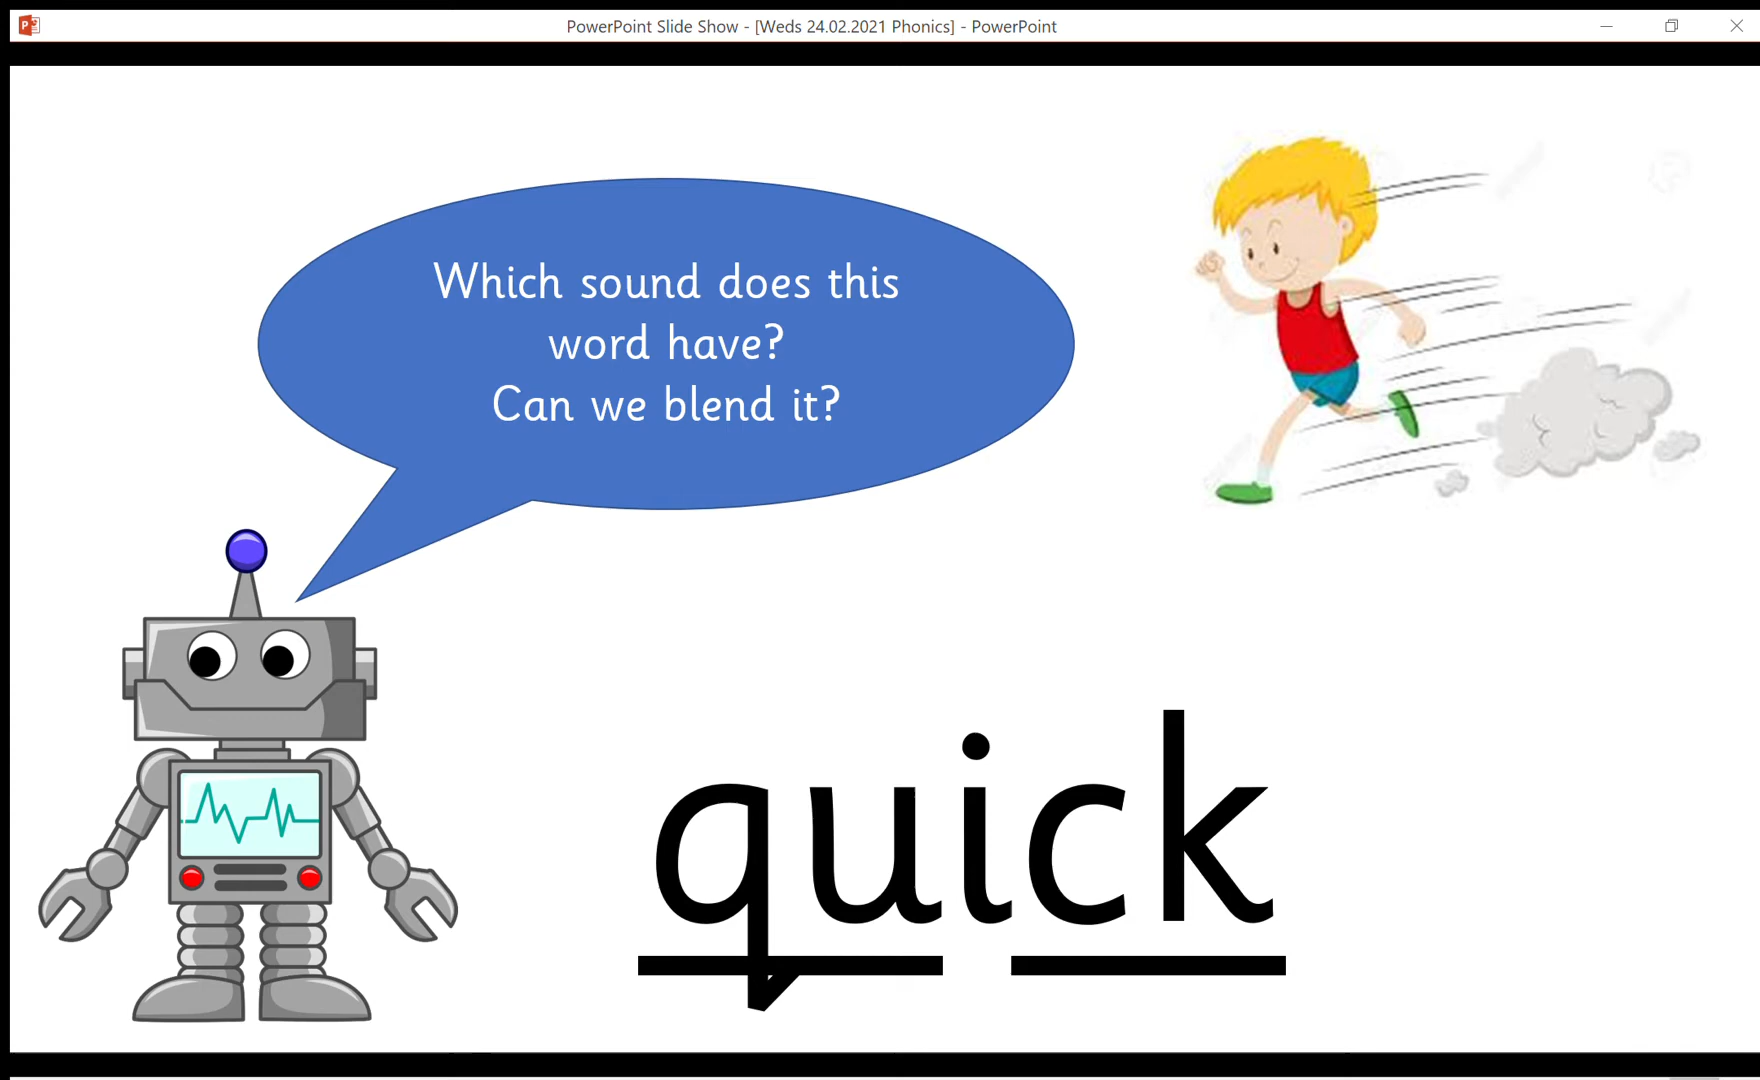 PowerPoint Slide Show - [Weds 24.02.2021 Phonics] - PowerPoint
Which sound does this
word have?
Can we blend it?
quick